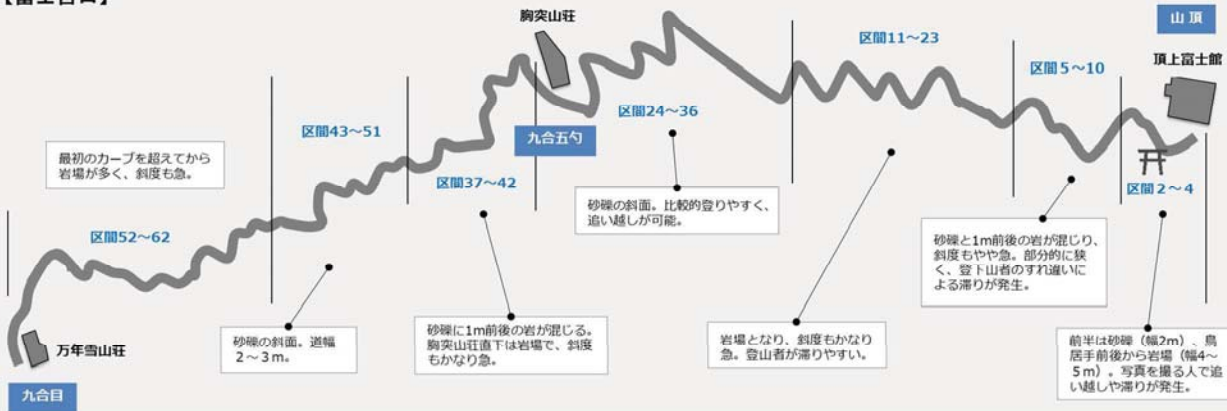 胸突山荘
山 頂
頂上富士館
区間11～23
区間5～10
区間24～36
区間43～51
九合五勺
最初のカーブを超えてから
岩場が多く、斜度も急。
区間37～42
区間2～4
砂礫の斜面。比較的登りやすく、
追い越しが可能。
区間52～62
砂礫と1m前後の岩が混じり、
斜度もやや急。部分的に狭
く、登下山者のすれ違いに
よる滞りが発生。
砂礫の斜面。道幅
2～3m。
砂礫に1m前後の岩が混じる。
胸突山荘直下は岩場で、斜度
もかなり急。
岩場となり、斜度もかなり
急。登山者が滞りやすい。
前半は砂礫（幅2m）、鳥
居手前後から岩場（幅4～
5m）。写真を撮る人で追
い越しや滞りが発生。
万年雪山荘
九合目